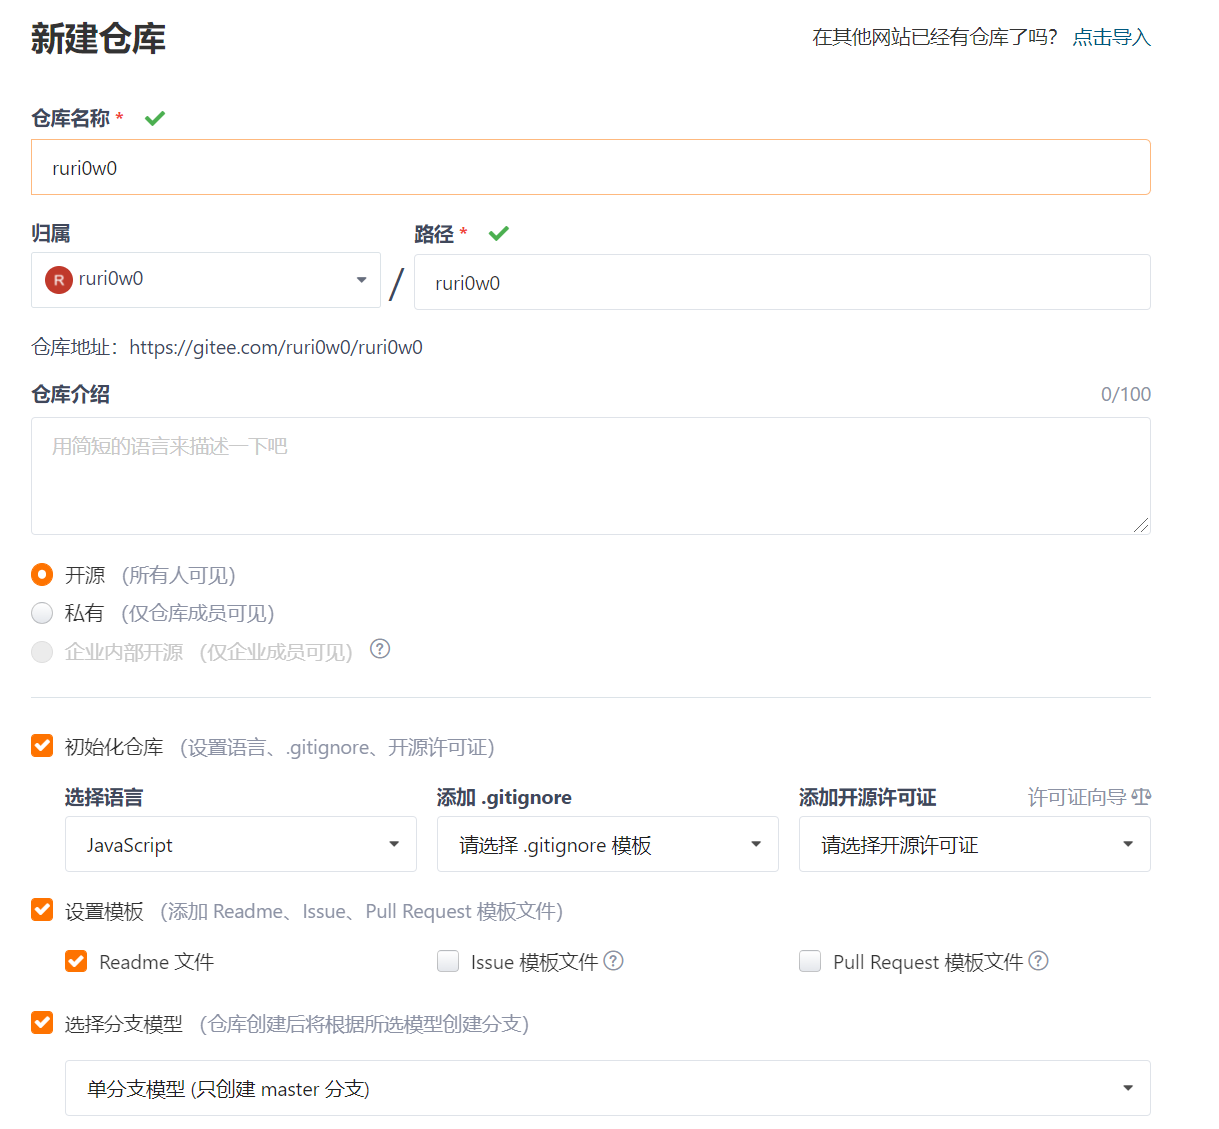 新建仓库
在其他网站已经有仓库了吗？ 点击导入
仓库名称 *
ruri0w0
归属
路径 *
R ruri0w0
/
ruri0w0
仓库地址：https://gitee.com/ruri0w0/ruri0w0
仓库介绍
0/100
用简短的语言来描述一下吧
开源 (所有人可见)
私有 (仅仓库成员可见)
企业内部开源 (仅企业成员可见) ?
初始化仓库 (设置语言、.gitignore、开源许可证)
选择语言
添加 .gitignore
添加开源许可证
许可证向导
JavaScript
请选择 .gitignore 模板
请选择开源许可证
设置模板 (添加 Readme、Issue、Pull Request 模板文件)
Readme 文件
Issue 模板文件 ?
Pull Request 模板文件 ?
选择分支模型 (仓库创建后将根据所选模型创建分支)
单分支模型 (只创建 master 分支)